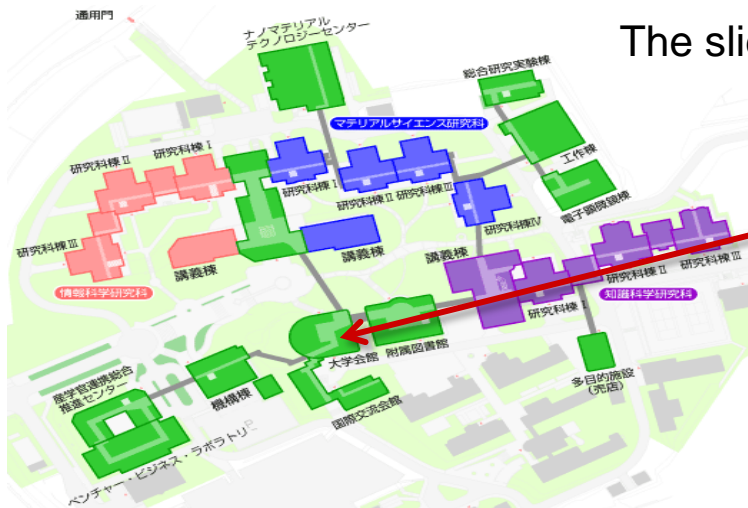 通用門
The sli
ナノマテリアル
テクノロジーセンター
総合研究実験棟
マテリアルサイエンス研究科
研究科棟Ⅱ
研究科棟Ⅰ
研究科棟Ⅰ
研究科棟Ⅱ
研究科棟Ⅲ
工作棟
電子顕微鏡棟
研究科棟Ⅲ
研究科棟Ⅳ
講義棟
講義棟
講義棟
情報科学研究科
研究科棟Ⅰ
研究科棟Ⅱ
研究科棟Ⅲ
知識科学研究科
大学会館
附属図書館
多目的施設
(売店)
国際交流会館
機構棟
産学官連携総合
推進センター
ベンチャー・ビジネス・ラボラトリ